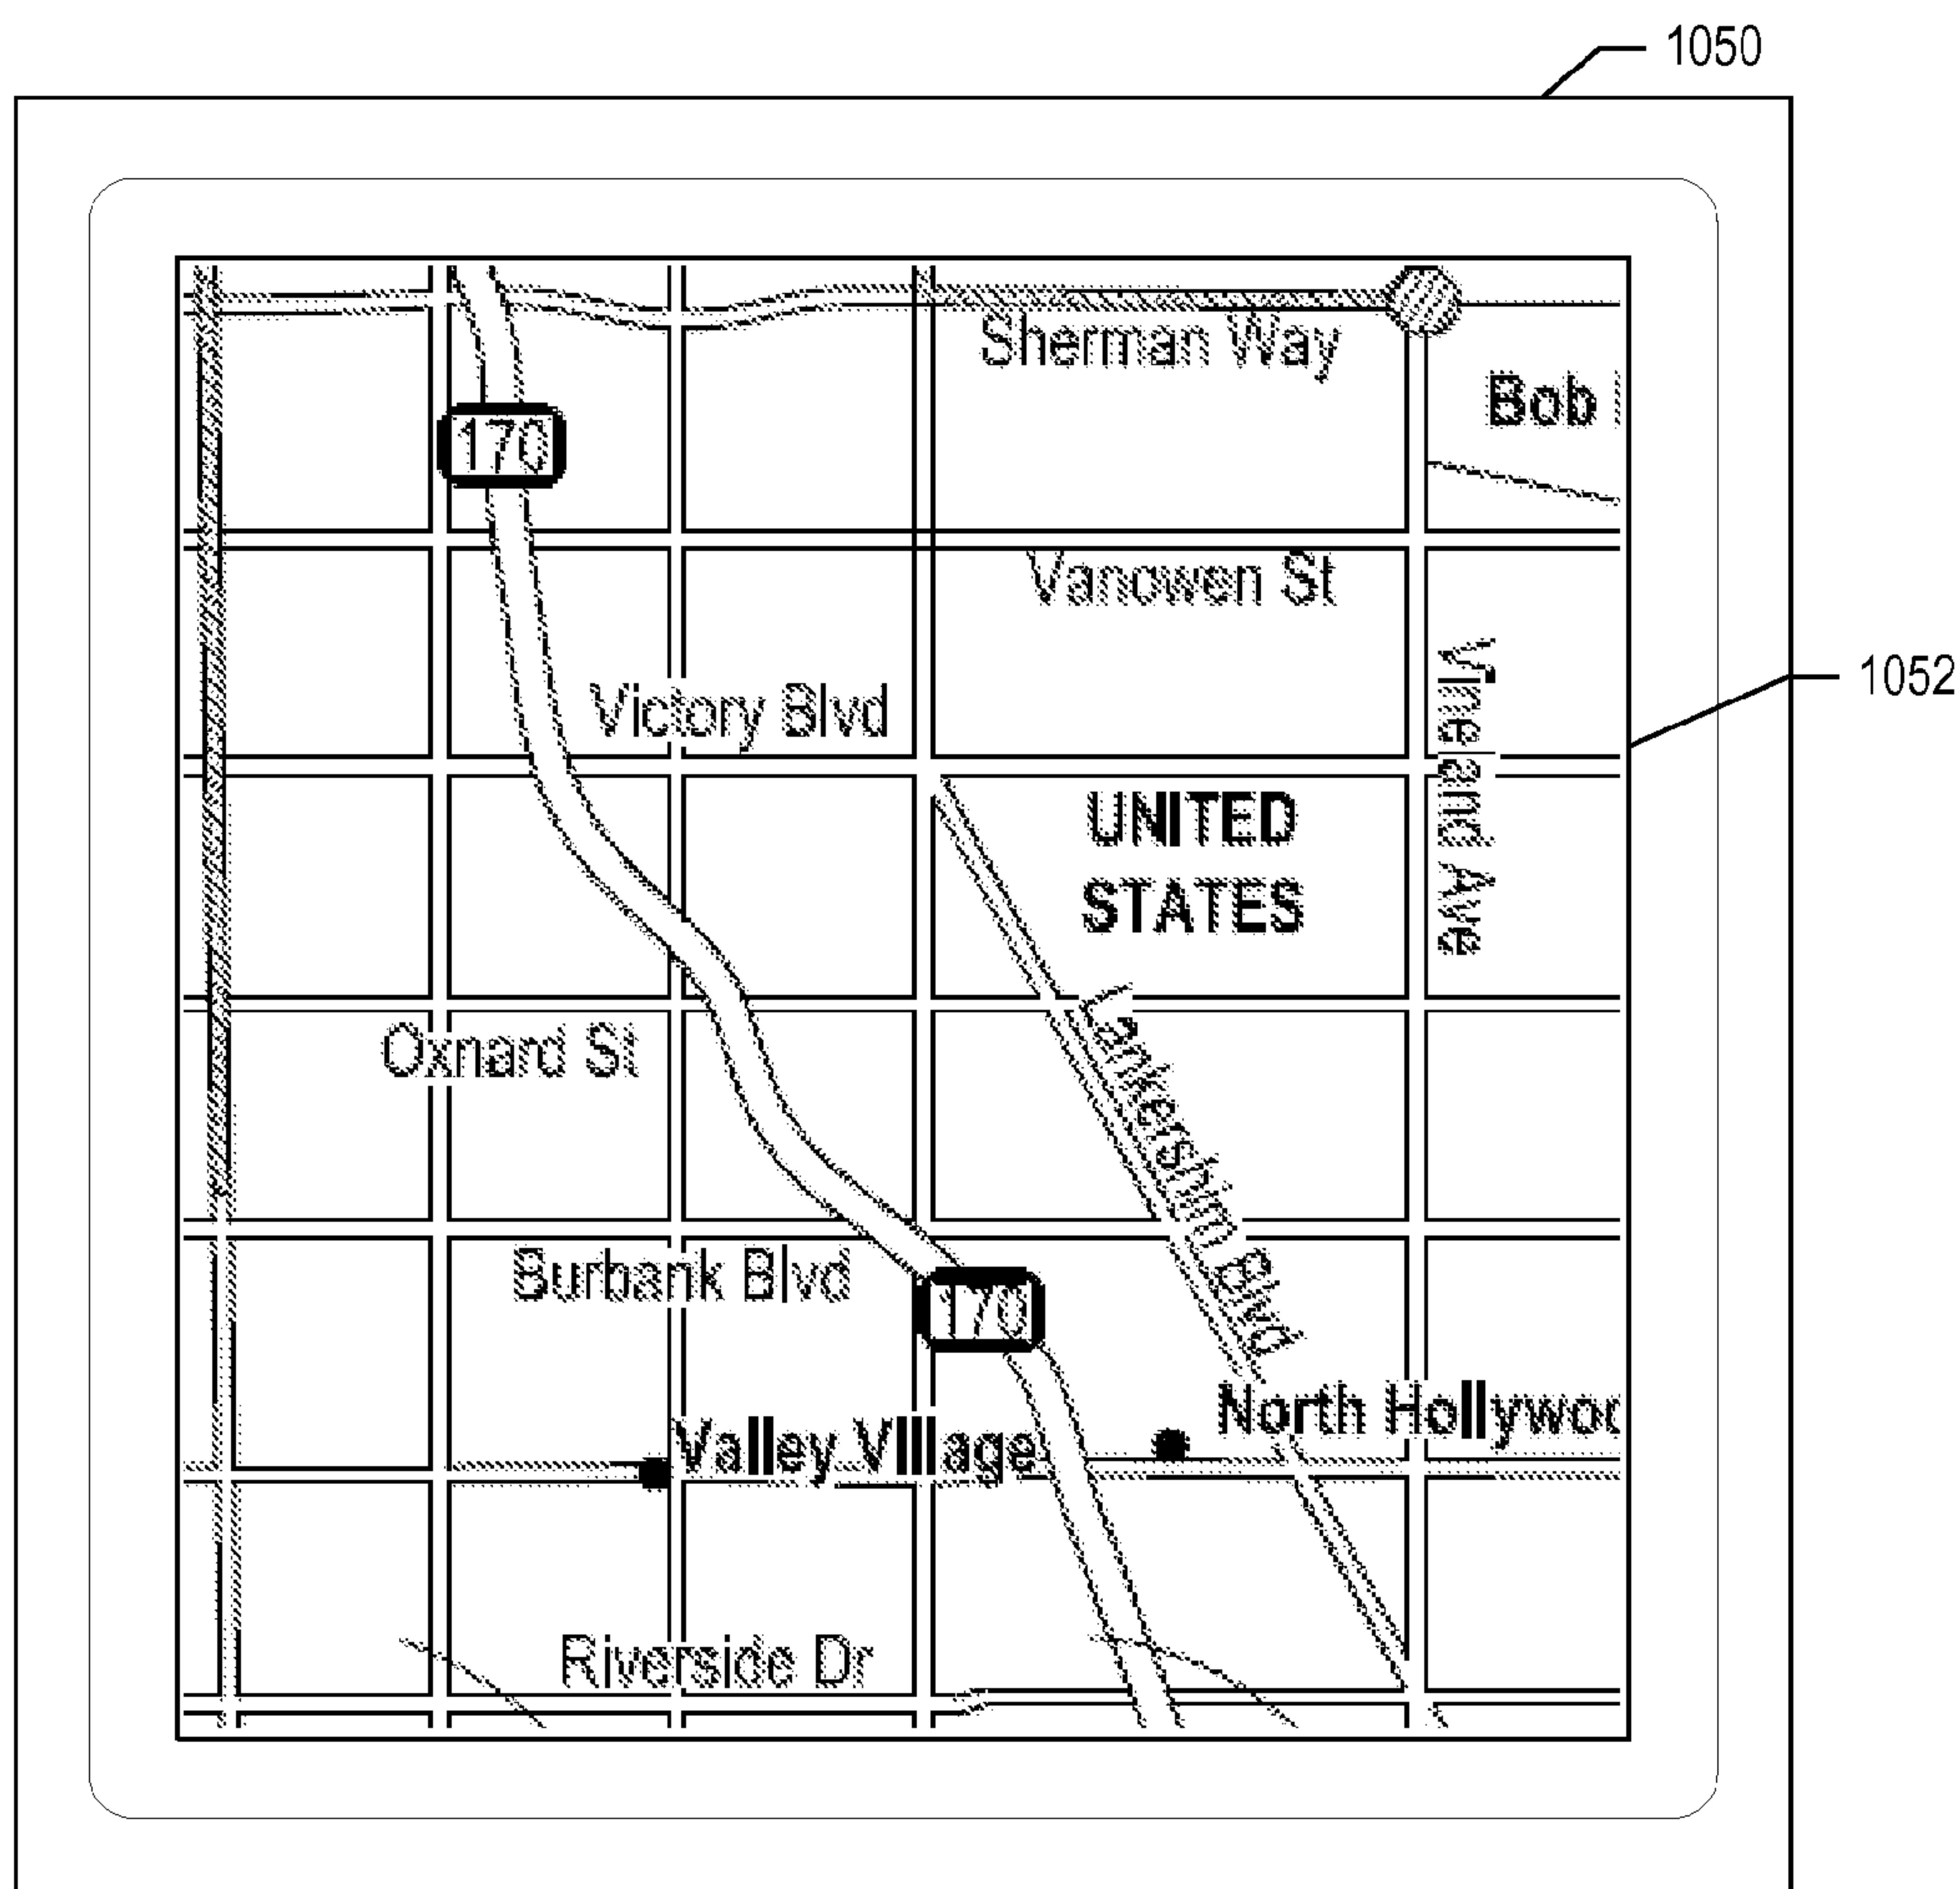 1050
Sherman Way
Bob
170
Vanowen St
1052
Vineland Ave
Victory Blvd
UNITED
STATES
Oxnard St
Lankershim Blvd
Burbank Blvd
170
North Hollywoo
Valley Village
Riverside Dr